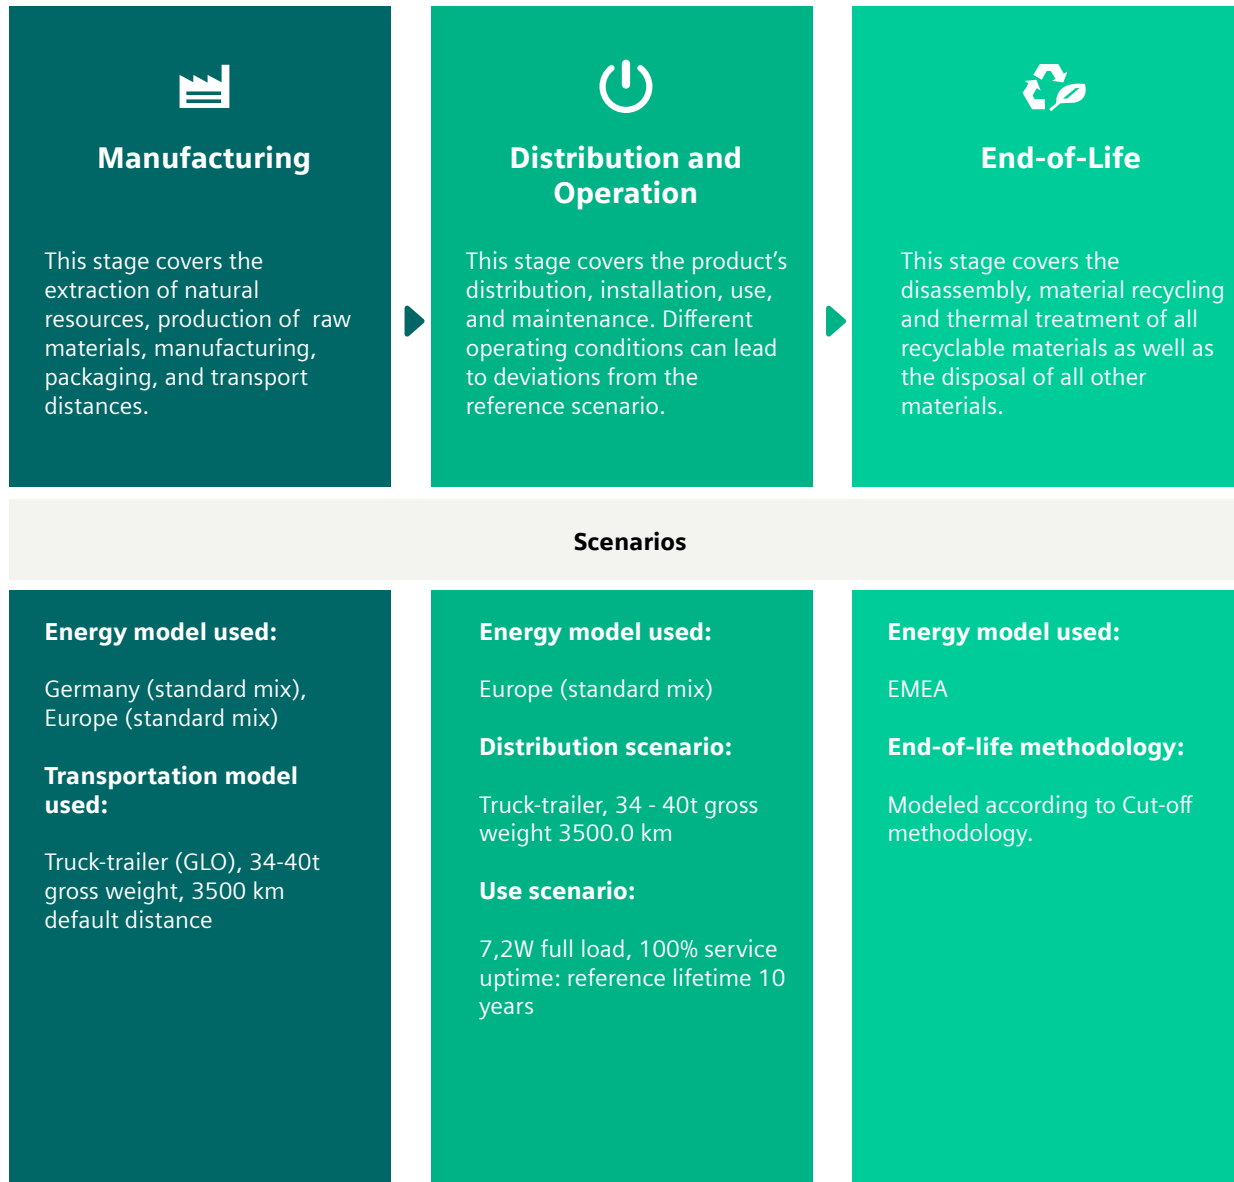 Manufacturing
This stage covers the
extraction of natural
resources, production of  raw
materials, manufacturing,
packaging, and transport
distances.
Distribution and
Operation
This stage covers the product’s
distribution, installation, use,
and maintenance. Different
operating conditions can lead
to deviations from the
reference scenario.
End-of-Life
This stage covers the
disassembly, material recycling
and thermal treatment of all
recyclable materials as well as
the disposal of all other
materials.
Scenarios
Energy model used:
Germany (standard mix),
Europe (standard mix)
Transportation model
used:
Truck-trailer (GLO), 34-40t
gross weight, 3500 km
default distance
Energy model used:
Europe (standard mix)
Distribution scenario:
Truck-trailer, 34 - 40t gross
weight 3500.0 km
Use scenario:
7,2W full load, 100% service
uptime: reference lifetime 10
years
Energy model used:
EMEA
End-of-life methodology:
Modeled according to Cut-off
methodology.